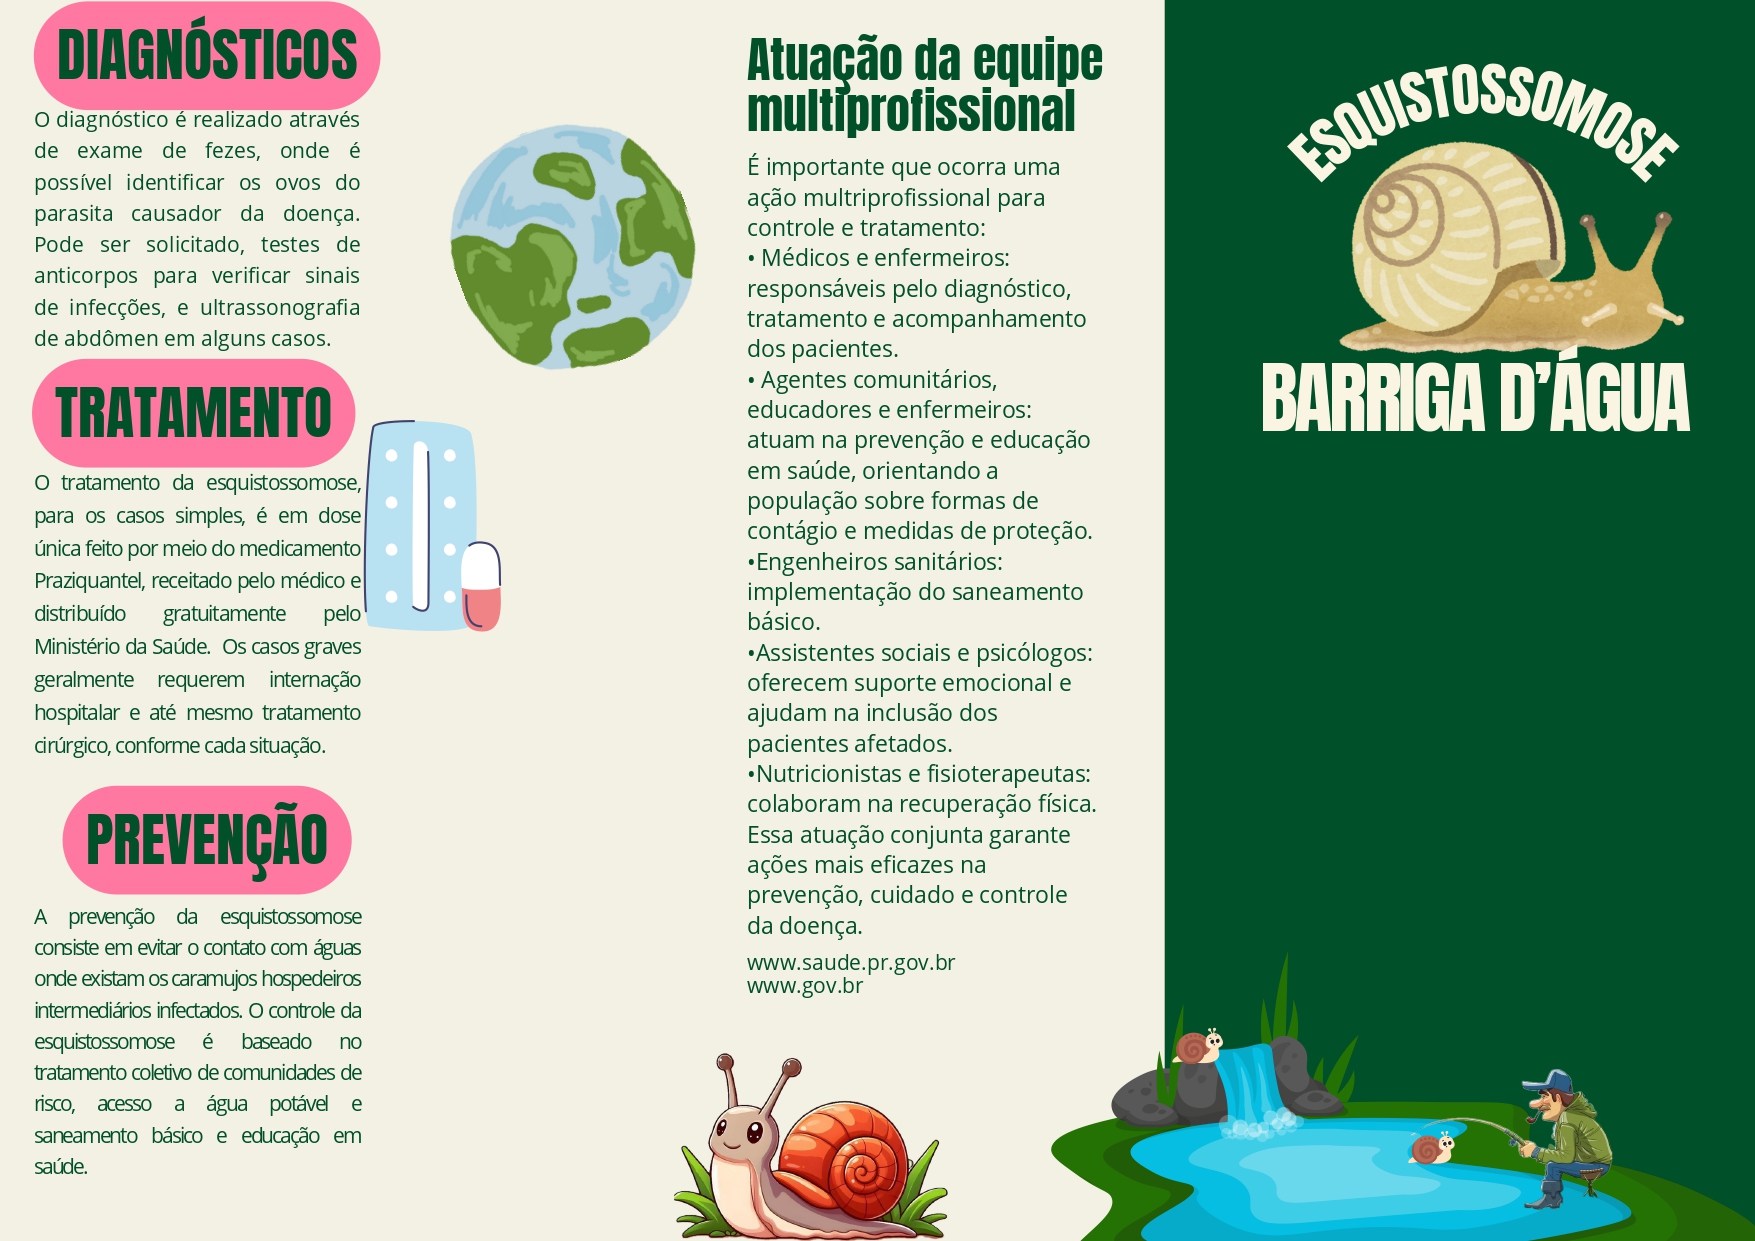 DIAGNÓSTICOS
O diagnóstico é realizado através
de exame de fezes, onde é
possível identificar os ovos do
parasita causador da doença.
Pode ser solicitado, testes de
anticorpos para verificar sinais
de infecções, e ultrassonografia
de abdômen em alguns casos.
TRATAMENTO
O tratamento da esquistossomose,
para os casos simples, é em dose
única feito por meio do medicamento
Praziquantel, receitado pelo médico e
distribuído gratuitamente pelo
Ministério da Saúde. Os casos graves
geralmente requerem internação
hospitalar e até mesmo tratamento
cirúrgico, conforme cada situação.
PREVENÇÃO
A prevenção da esquistossomose
consiste em evitar o contato com águas
onde existam os caramujos hospedeiros
intermediários infectados. O controle da
esquistossomose é baseado no
tratamento coletivo de comunidades de
risco, acesso a água potável e
saneamento básico e educação em
saúde.
Atuação da equipe
multiprofissional
É importante que ocorra uma
ação multriprofissional para
controle e tratamento:
• Médicos e enfermeiros:
responsáveis pelo diagnóstico,
tratamento e acompanhamento
dos pacientes.
• Agentes comunitários,
educadores e enfermeiros:
atuam na prevenção e educação
em saúde, orientando a
população sobre formas de
contágio e medidas de proteção.
•Engenheiros sanitários:
implementação do saneamento
básico.
•Assistentes sociais e psicólogos:
oferecem suporte emocional e
ajudam na inclusão dos
pacientes afetados.
•Nutricionistas e fisioterapeutas:
colaboram na recuperação física.
Essa atuação conjunta garante
ações mais eficazes na
prevenção, cuidado e controle
da doença.
www.saude.pr.gov.br
www.gov.br
ESQUISTOSSOMOSE
BARRIGA D'ÁGUA